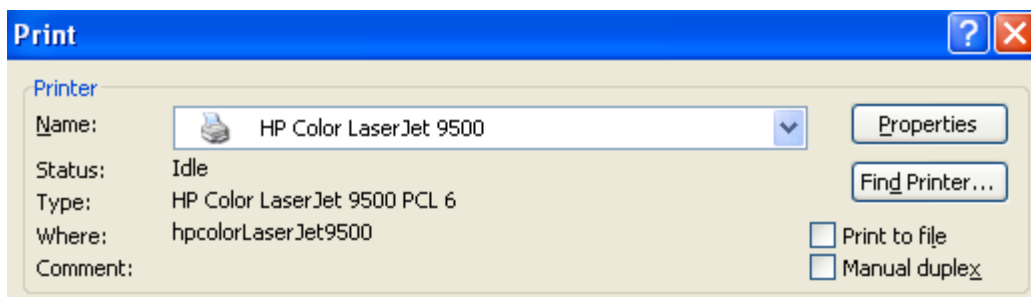 Print
Printer
Name: HP Color LaserJet 9500 Properties
Status: Idle
Find Printer...
Type: HP Color LaserJet 9500 PCL 6
Where: hpcolorLaserJet9500 Print to file
Comment: Manual duplex